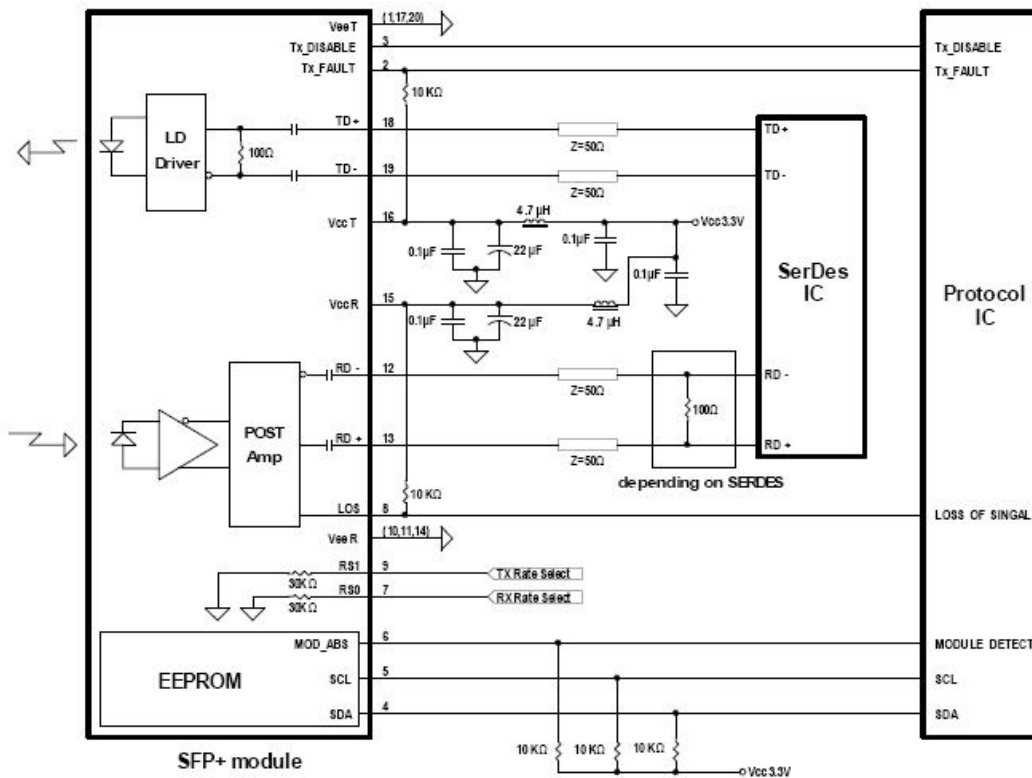 VeeT (1,17,20)
Tx_DISABLE 3 Tx_DISABLE
Tx_FAULT 2 Tx_FAULT
10 KΩ
LD
Driver
100Ω
TD+ 18 Z=50Ω TD+
TD- 19 Z=50Ω TD-
VccT 16 4.7 μH Vcc3.3V
0.1μF 22 μF 0.1μF 0.1μF
SerDes
IC
Protocol
IC
VccR 15
0.1μF 22 μF 4.7 μH
RD - 12 Z=50Ω RD -
100Ω
POST
Amp
RD + 13 Z=50Ω RD +
depending on SERDES
10 KΩ
LOS 8 LOSS OF SINGAL
VeeR (10,11,14)
RS1 9 TX Rate Select
30KΩ
RS0 7 RX Rate Select
30KΩ
MOD_ABS 6 MODULE DETECT
EEPROM
SCL 5 SCL
SDA 4 SDA
10 KΩ 10 KΩ 10 KΩ
Vcc3.3V
SFP+ module